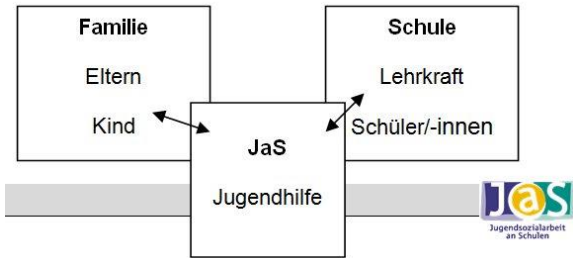 Familie
Eltern
Kind
Schule
Lehrkraft
Schüler/-innen
JaS
Jugendhilfe
JaS
Jugendsozialarbeit
an Schulen